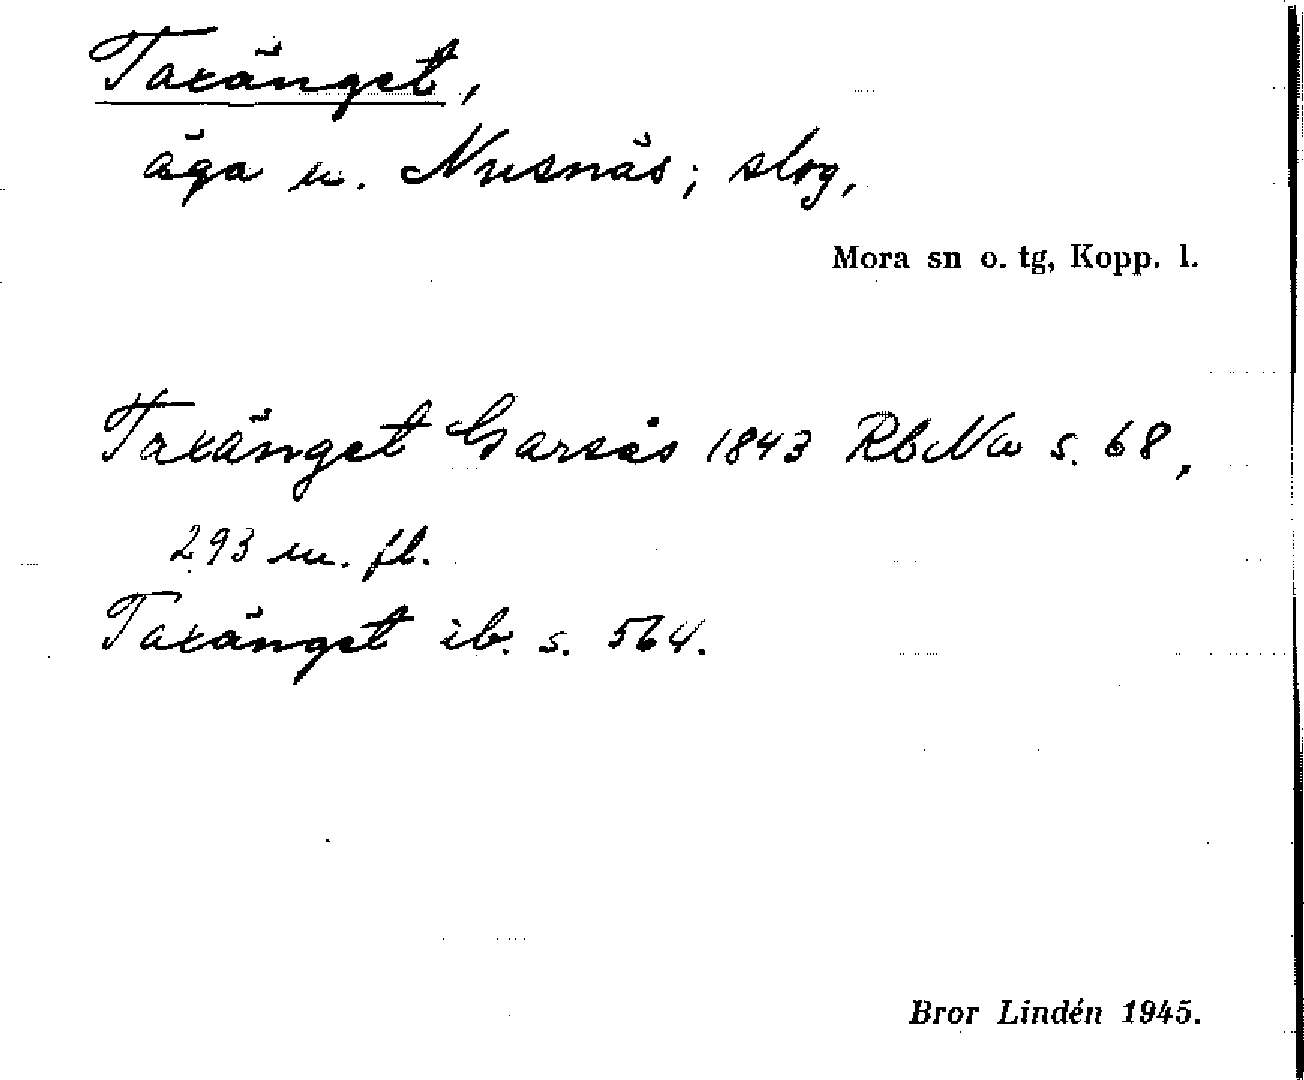 Taxänget,
äga u. Nusnäs; slog,
Mora sn o. tg, Kopp. l.
Taxänget Garsås 1843 RbNu s. 68,
293 m. fl.
Taxänget ib. s. 564.
Bror Lindén 1945.